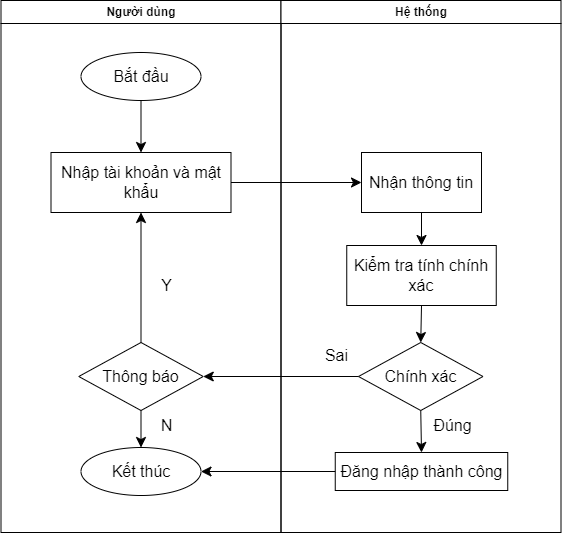 Người dùng
Hệ thống
Bắt đầu
Nhập tài khoản và mật
khẩu
Nhận thông tin
Kiểm tra tính chính
xác
Y
Sai
Thông báo
Chính xác
N
Đúng
Kết thúc
Đăng nhập thành công